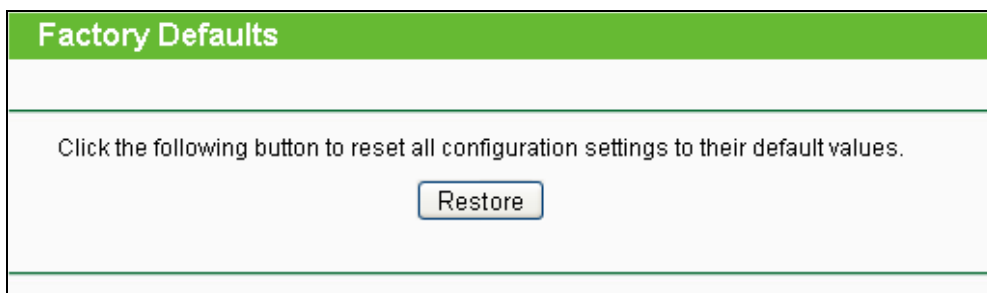 Factory Defaults
Click the following button to reset all configuration settings to their default values.
Restore